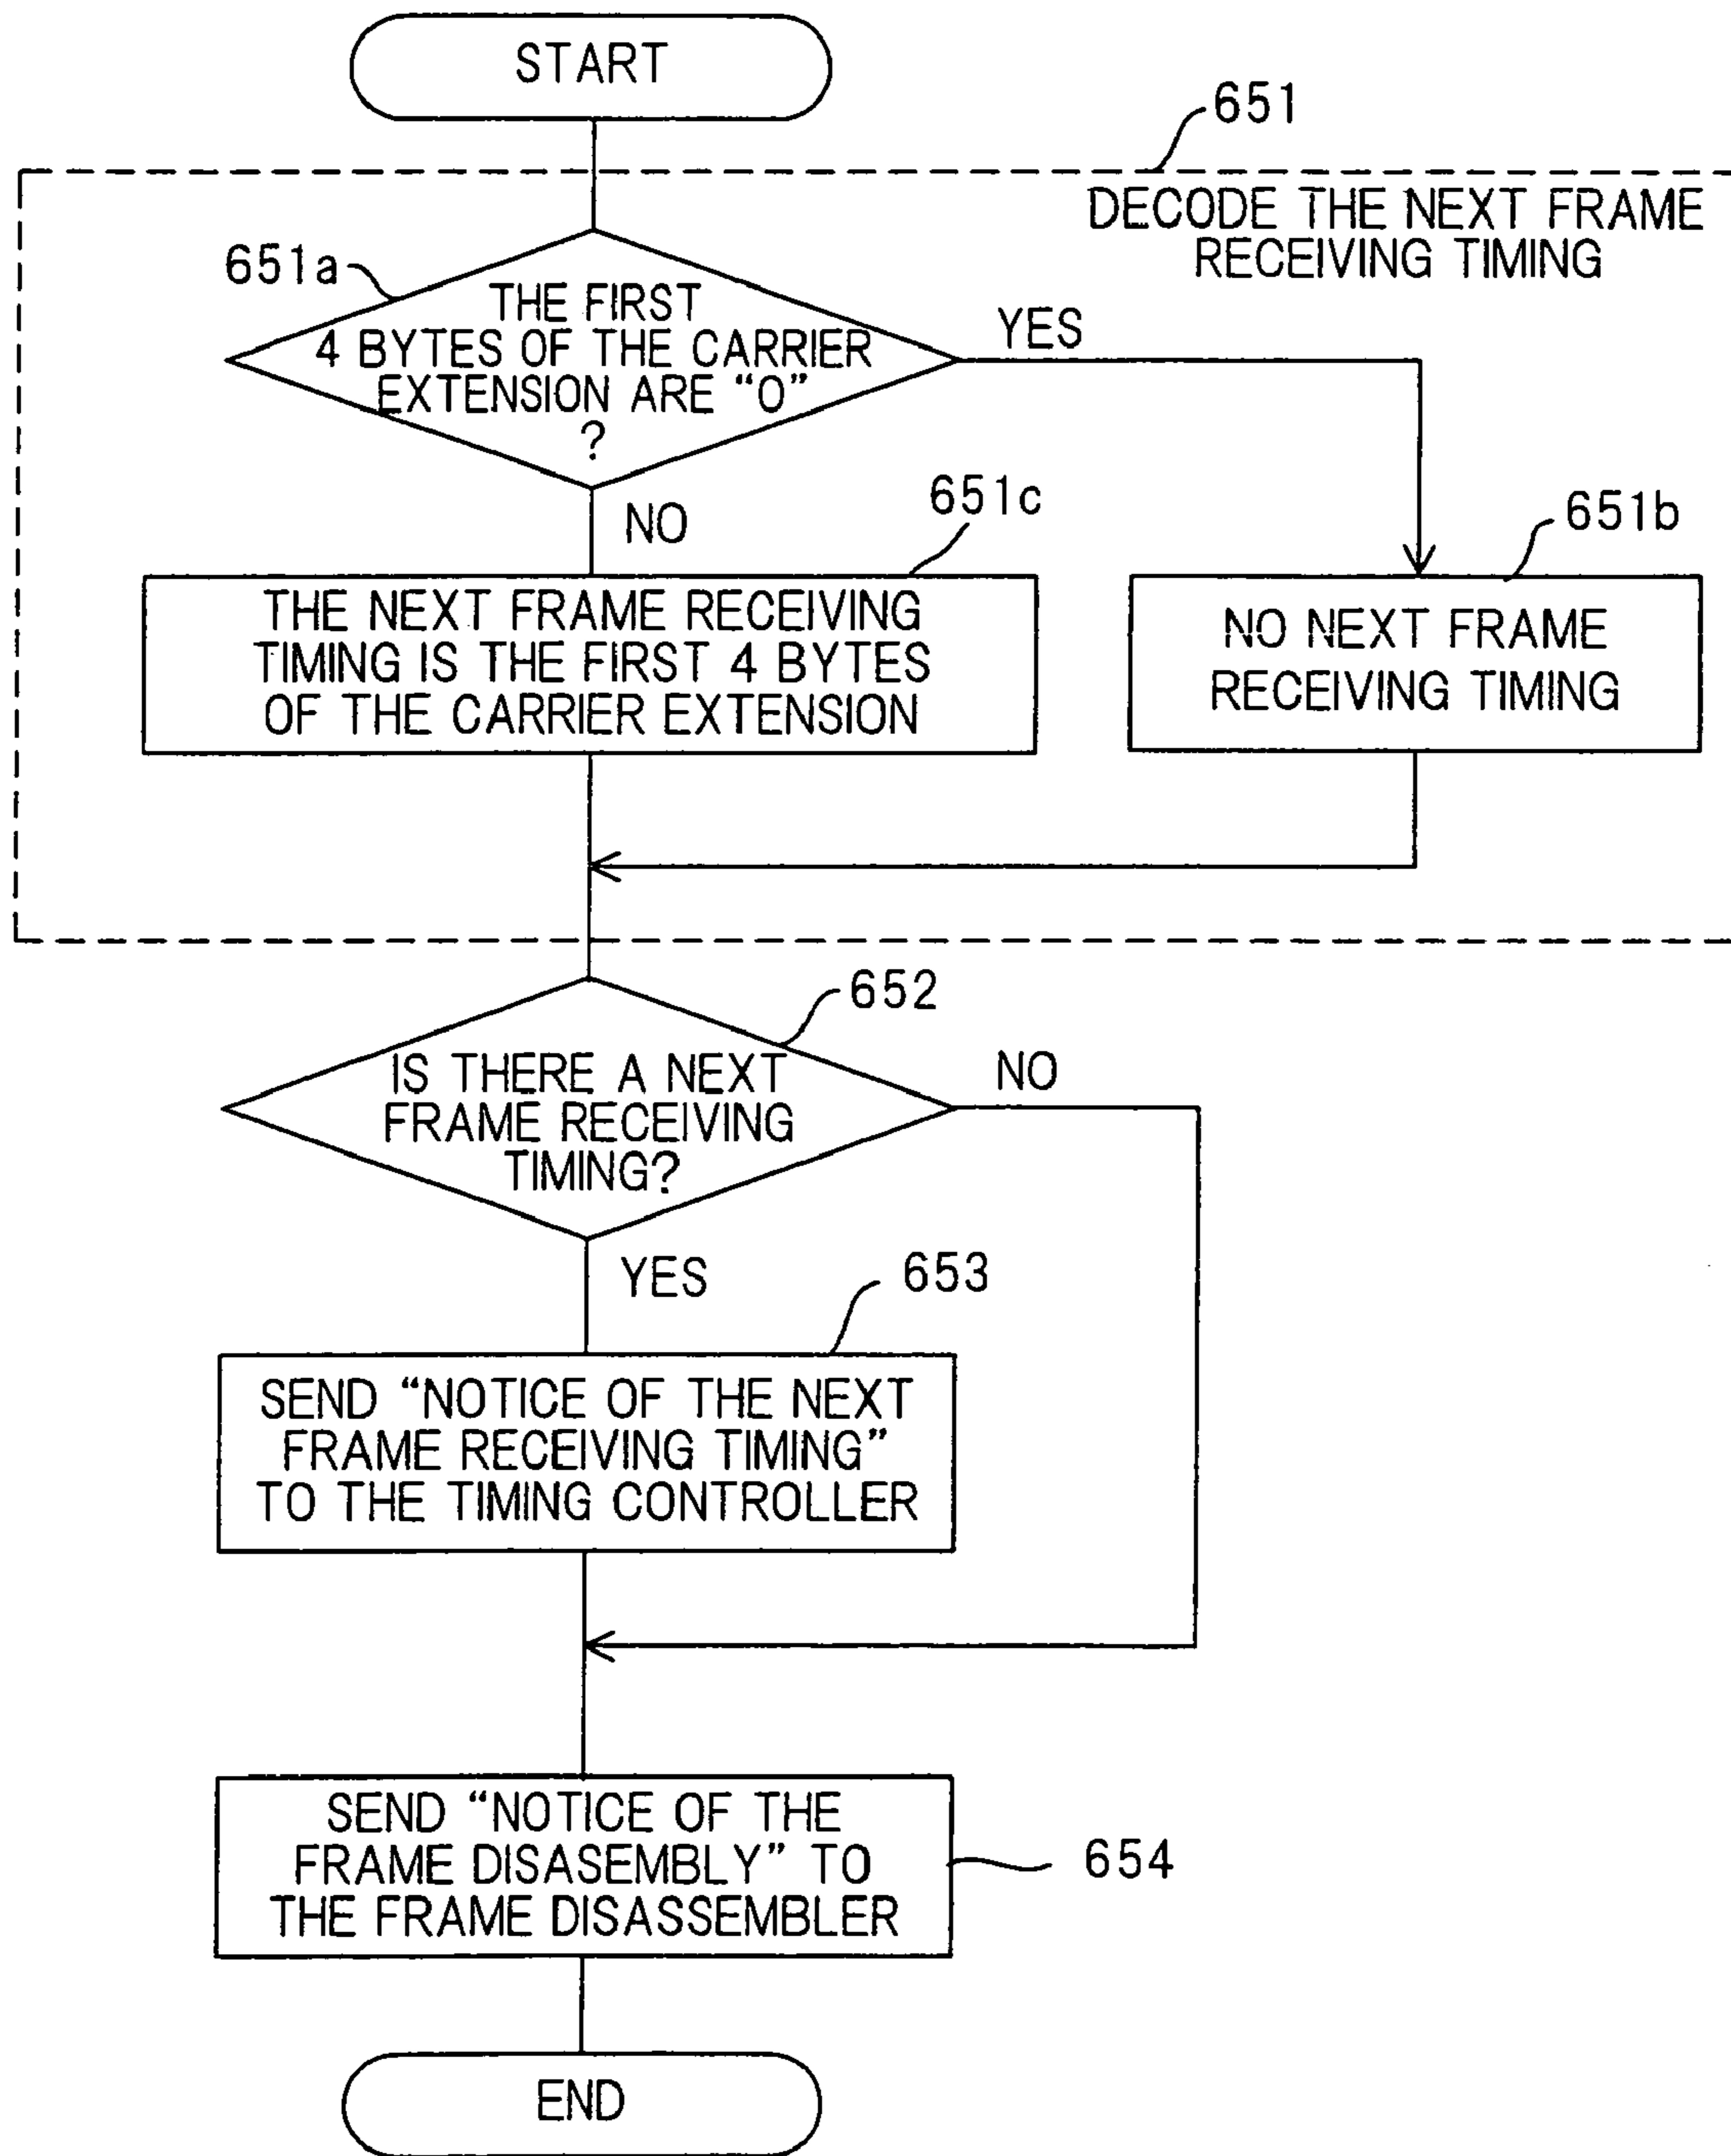 START
651
DECODE THE NEXT FRAME
RECEIVING TIMING
651a
THE FIRST
4 BYTES OF THE CARRIER
EXTENSION ARE “0”
?
YES
NO
651c
651b
THE NEXT FRAME RECEIVING
TIMING IS THE FIRST 4 BYTES
OF THE CARRIER EXTENSION
NO NEXT FRAME
RECEIVING TIMING
652
IS THERE A NEXT
FRAME RECEIVING
TIMING?
NO
YES
653
SEND “NOTICE OF THE NEXT
FRAME RECEIVING TIMING”
TO THE TIMING CONTROLLER
SEND “NOTICE OF THE
FRAME DISASEMBLY” TO
THE FRAME DISASSEMBLER
654
END